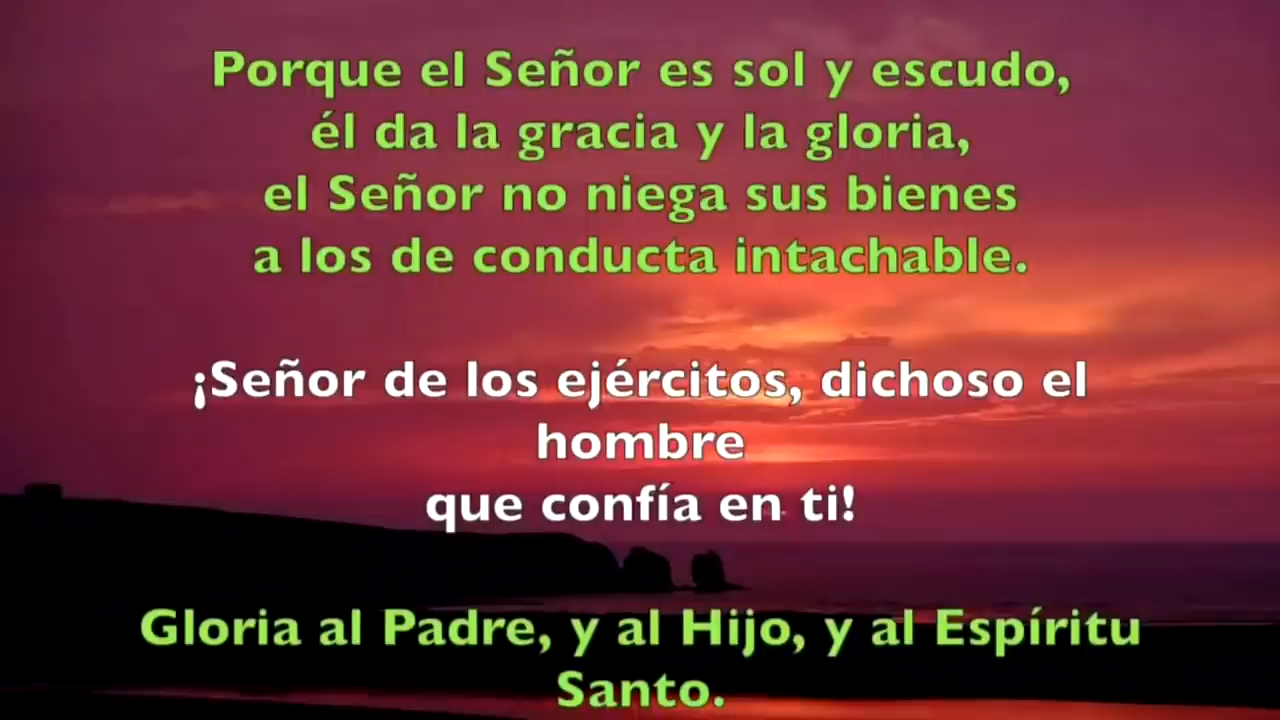 Porque el Señor es sol y escudo,
él da la gracia y la gloria,
el Señor no niega sus bienes
a los de conducta intachable.
¡Señor de los ejércitos, dichoso el
hombre
que confía en ti!
Gloria al Padre, y al Hijo, y al Espíritu
Santo.